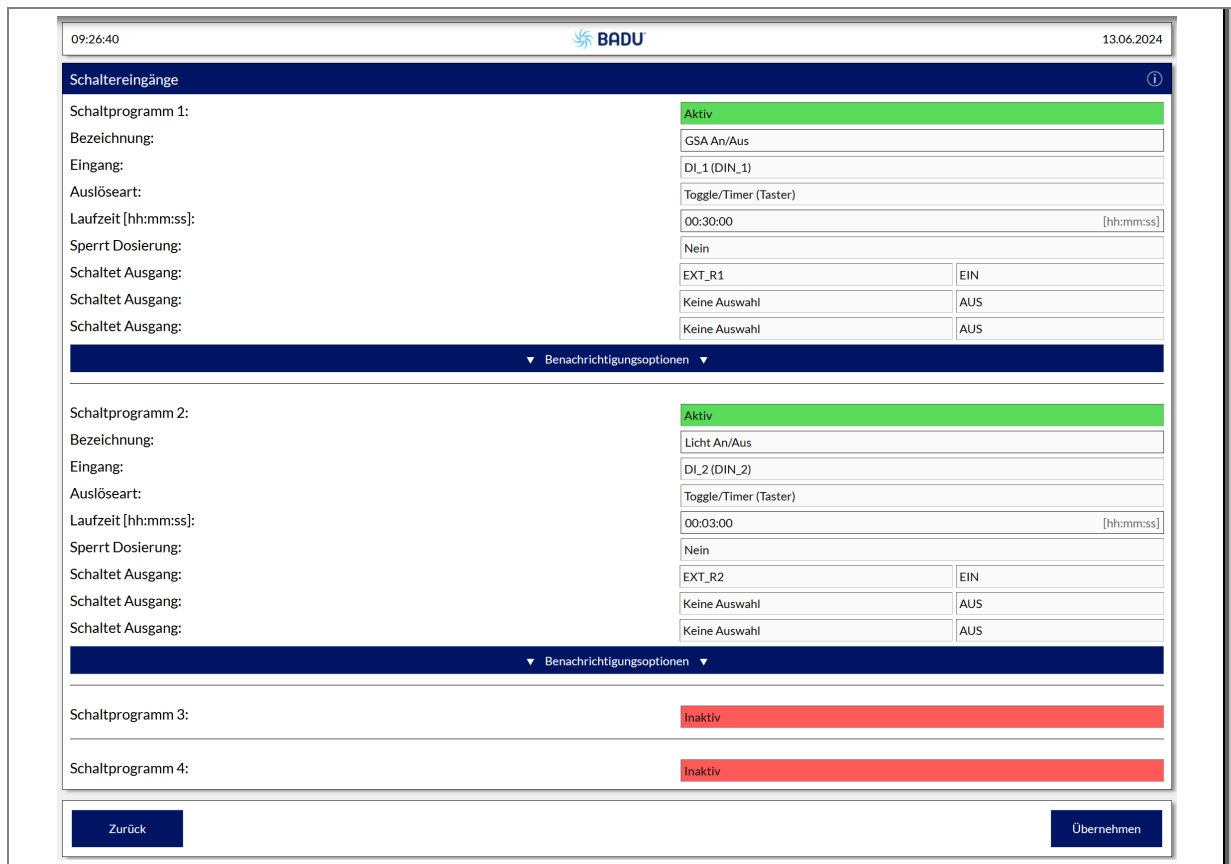 09:26:40 BADU 13.06.2024
Schaltereingänge
Schaltprogramm 1: Aktiv
Bezeichnung: GSA An/Aus
Eingang: DI_1 (DIN_1)
Auslöseart: Toggle/Timer (Taster)
Laufzeit [hh:mm:ss]: 00:30:00 [hh:mm:ss]
Sperrt Dosierung: Nein
Schaltet Ausgang: EXT_R1 EIN
Schaltet Ausgang: Keine Auswahl AUS
Schaltet Ausgang: Keine Auswahl AUS
▼ Benachrichtigungsoptionen ▼
Schaltprogramm 2: Aktiv
Bezeichnung: Licht An/Aus
Eingang: DI_2 (DIN_2)
Auslöseart: Toggle/Timer (Taster)
Laufzeit [hh:mm:ss]: 00:03:00 [hh:mm:ss]
Sperrt Dosierung: Nein
Schaltet Ausgang: EXT_R2 EIN
Schaltet Ausgang: Keine Auswahl AUS
Schaltet Ausgang: Keine Auswahl AUS
▼ Benachrichtigungsoptionen ▼
Schaltprogramm 3: Inaktiv
Schaltprogramm 4: Inaktiv
Zurück Übernehmen